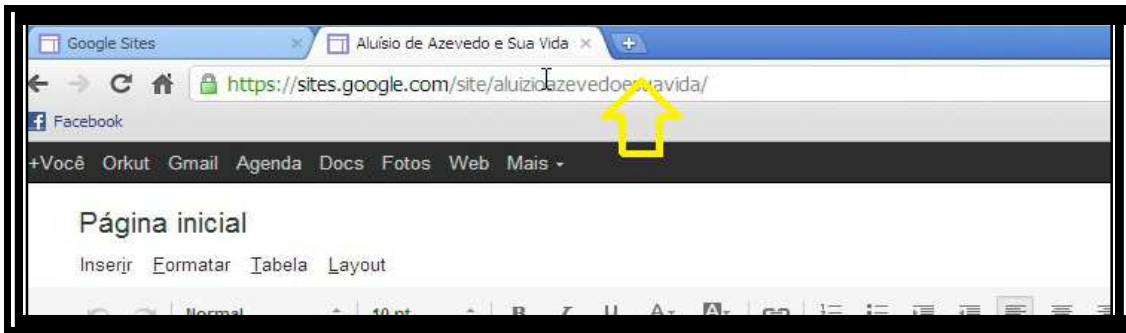 Google Sites Aluísio de Azevedo e Sua Vida
https://sites.google.com/site/aluizioazevedoesuavida/
Facebook
+Você Orkut Gmail Agenda Docs Fotos Web Mais
Página inicial
Inserir Formatar Tabela Layout
Normal 10 pt B I U A A